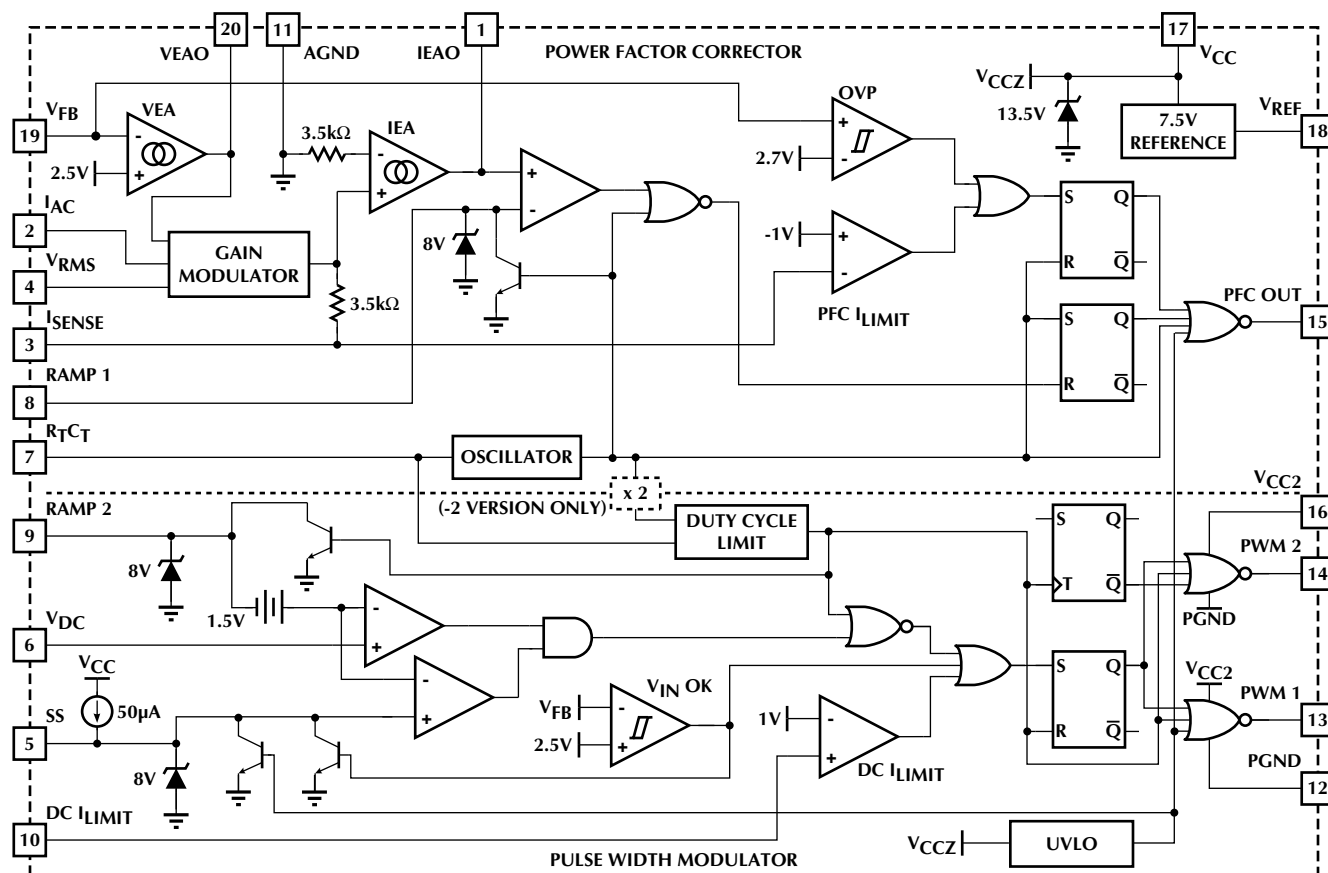 20 11 1 17
VEAO AGND IEAO POWER FACTOR CORRECTOR VCC
VCCZ
VFB VEA OVP 13.5V 7.5V REFERENCE VREF
19 - + 2.5V 3.5kΩ IEA - + + - 2.7V 18
IAC
2 GAIN MODULATOR 8V + - -1V + - S Q R Q̅
VRMS
4 3.5kΩ PFC ILIMIT PFC OUT
ISENSE
3 S Q R Q̅ 15
RAMP 1
8
RTCT
7 OSCILLATOR
x 2
(-2 VERSION ONLY) VCC2
RAMP 2 DUTY CYCLE LIMIT S Q 16
9 PWM 2
8V T Q̅ 14
1.5V - + PGND
VDC
6
VCC - + VIN OK S Q VCC2
SS 50µA VFB - PWM 1
5 2.5V + 1V - R Q̅ 13
8V + DC ILIMIT PGND
12
DC ILIMIT
10 VCCZ UVLO
PULSE WIDTH MODULATOR